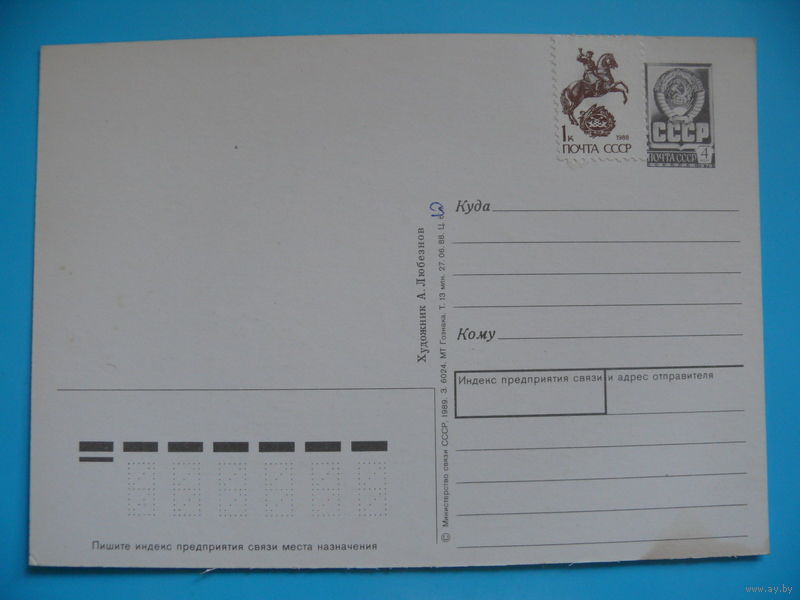 1к 1988
ПОЧТА СССР
СССР
ПОЧТА СССР 4
Куда
Кому
Индекс предприятия связи и адрес отправителя
Художник А. Любезнов
© Министерство связи СССР, 1989. З. 6024. МТ Гознака. Т. 13 млн. 27. 06. 88. Ц.
Пишите индекс предприятия связи места назначения
www.ay.by